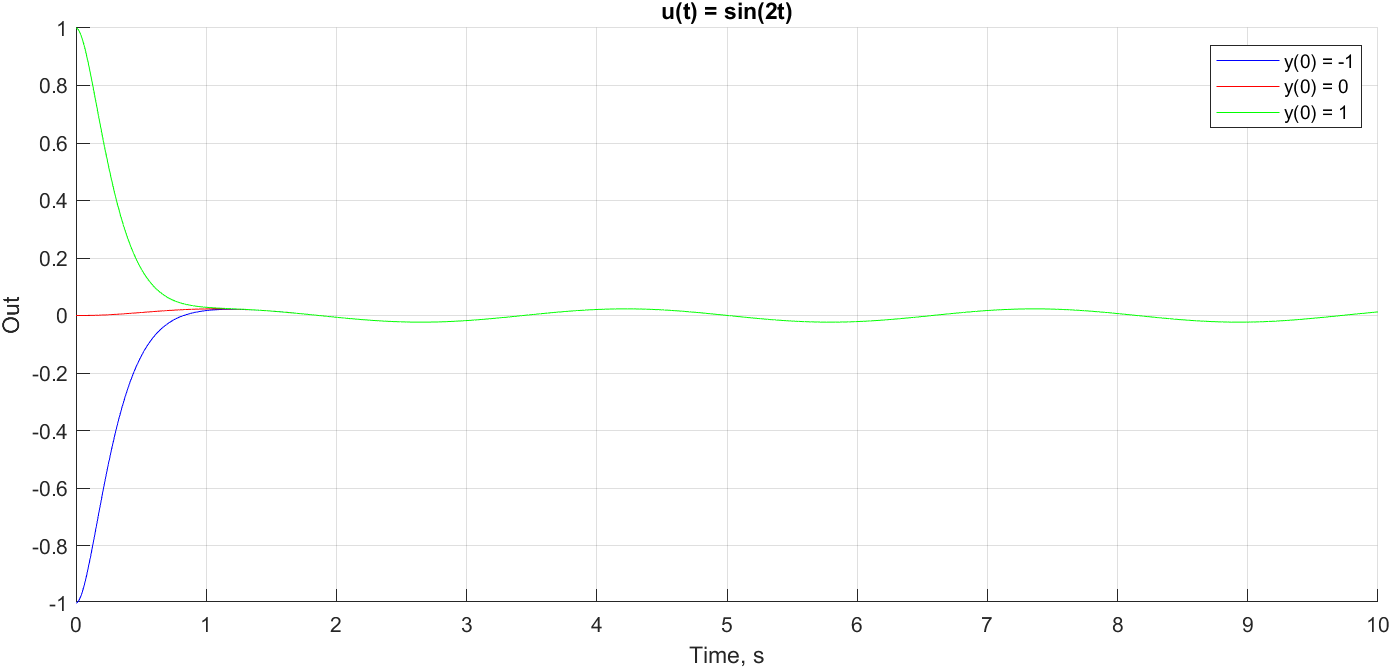 u(t) = sin(2t)
y(0) = -1
y(0) = 0
y(0) = 1
1
0.8
0.6
0.4
0.2
0
-0.2
-0.4
-0.6
-0.8
-1
Out
0 1 2 3 4 5 6 7 8 9 10
Time, s